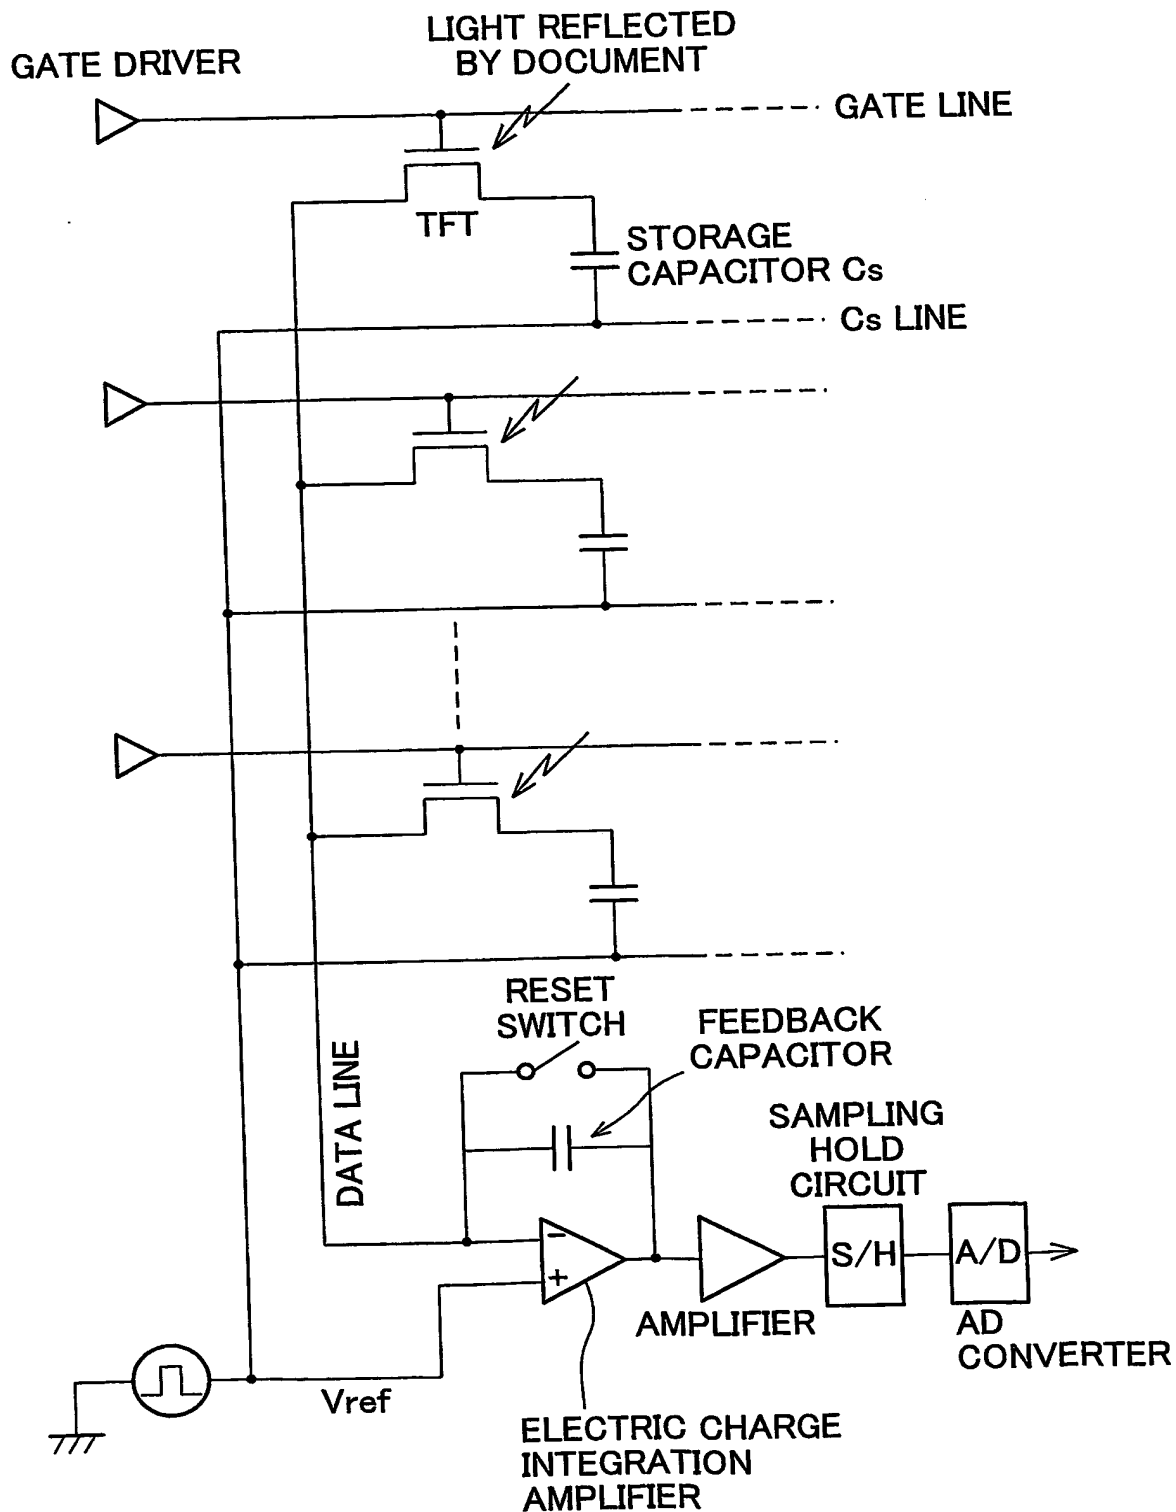 LIGHT REFLECTED
BY DOCUMENT
GATE DRIVER
GATE LINE
TFT
STORAGE
CAPACITOR Cs
Cs LINE
RESET
SWITCH
FEEDBACK
CAPACITOR
DATA LINE
SAMPLING
HOLD
CIRCUIT
−
+
S/H
A/D
AMPLIFIER
AD
CONVERTER
Vref
ELECTRIC CHARGE
INTEGRATION
AMPLIFIER